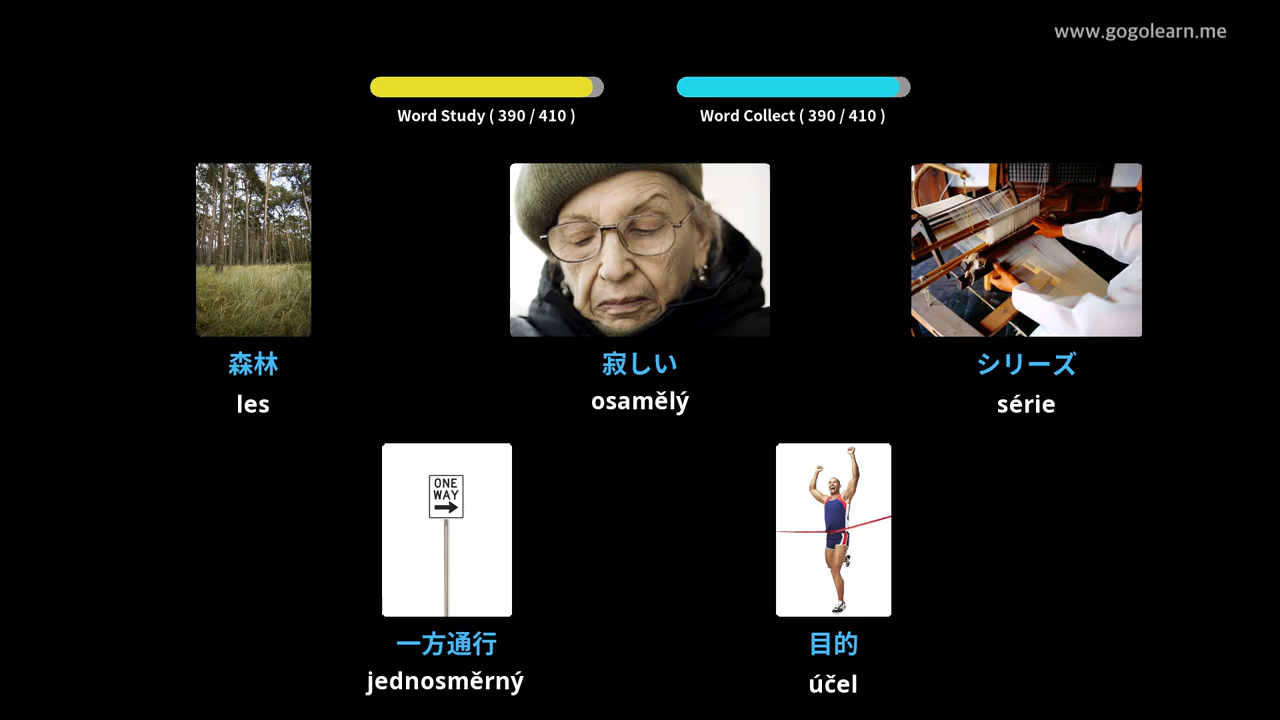 www.gogolearn.me
Word Study ( 390 / 410 )
Word Collect ( 390 / 410 )
森林
les
寂しい
osamělý
シリーズ
série
ONE
WAY
一方通行
jednosměrný
目的
účel